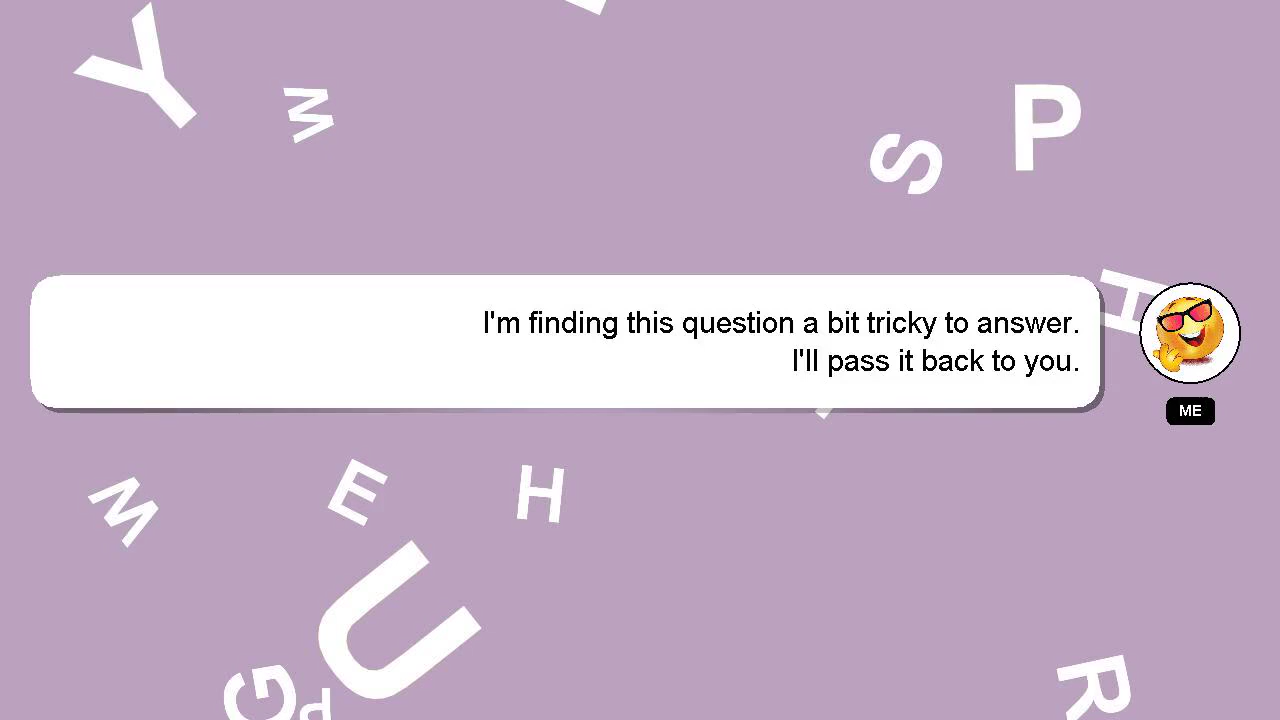 Y
W
S
P
H
I'm finding this question a bit tricky to answer.
I'll pass it back to you.
ME
M
E
H
U
G
R